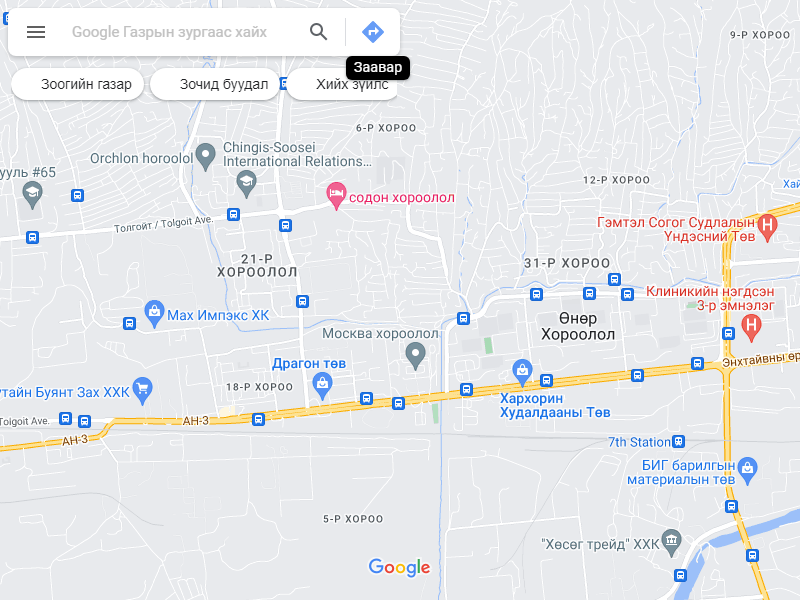 Google Газрын зурагаас хайх
9-Р ХОРОО
Заавар
Зоогийн газар
Зочид буудал
Хийх зүйлс
6-Р ХОРОО
Chingis-Soosei
International Relations...
Orchlon horoolol
ууль #65
12-Р ХОРОО
Хай
содон хороолол
Толгойт / Tolgoit Ave.
Гэмтэл Согог Судлалын
Үндэсний Төв
21-Р
ХОРООЛОЛ
31-Р ХОРОО
Клиникийн нэгдсэн
3-р эмнэлэг
Мах Импэкс ХК
Өнөр
Хороолол
Москва хороолол
Драгон төв
Энхтайвны өр
18-Р ХОРОО
утайн Буянт Зах ХХК
Хархорин
Худалдааны Төв
Tolgoit Ave.
АН-3
АН-3
7th Station
БИГ барилгын
материалын төв
5-Р ХОРОО
"Хөсөг трейд" ХХК
Google